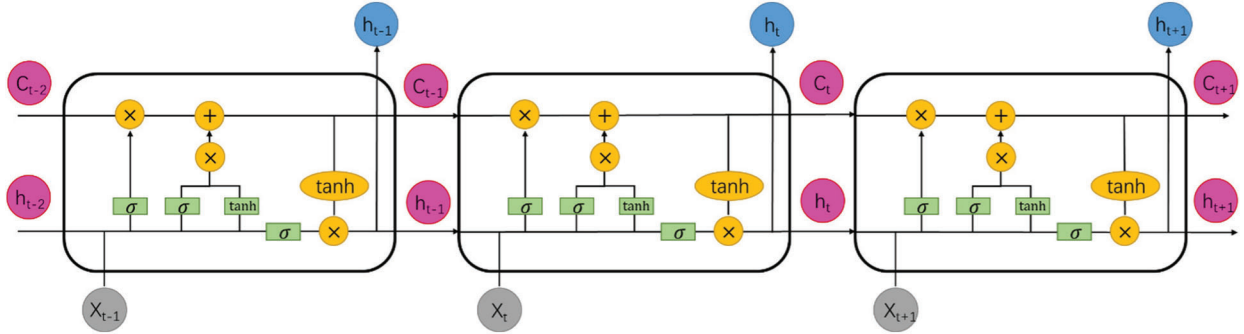 h_{t-1} h_t h_{t+1}
C_{t-2} C_{t-1} C_t C_{t+1}
× + × + × +
× × ×
tanh tanh tanh
h_{t-2} σ σ tanh h_{t-1} σ σ tanh h_t σ σ tanh h_{t+1}
σ × σ × σ ×
X_{t-1} X_t X_{t+1}